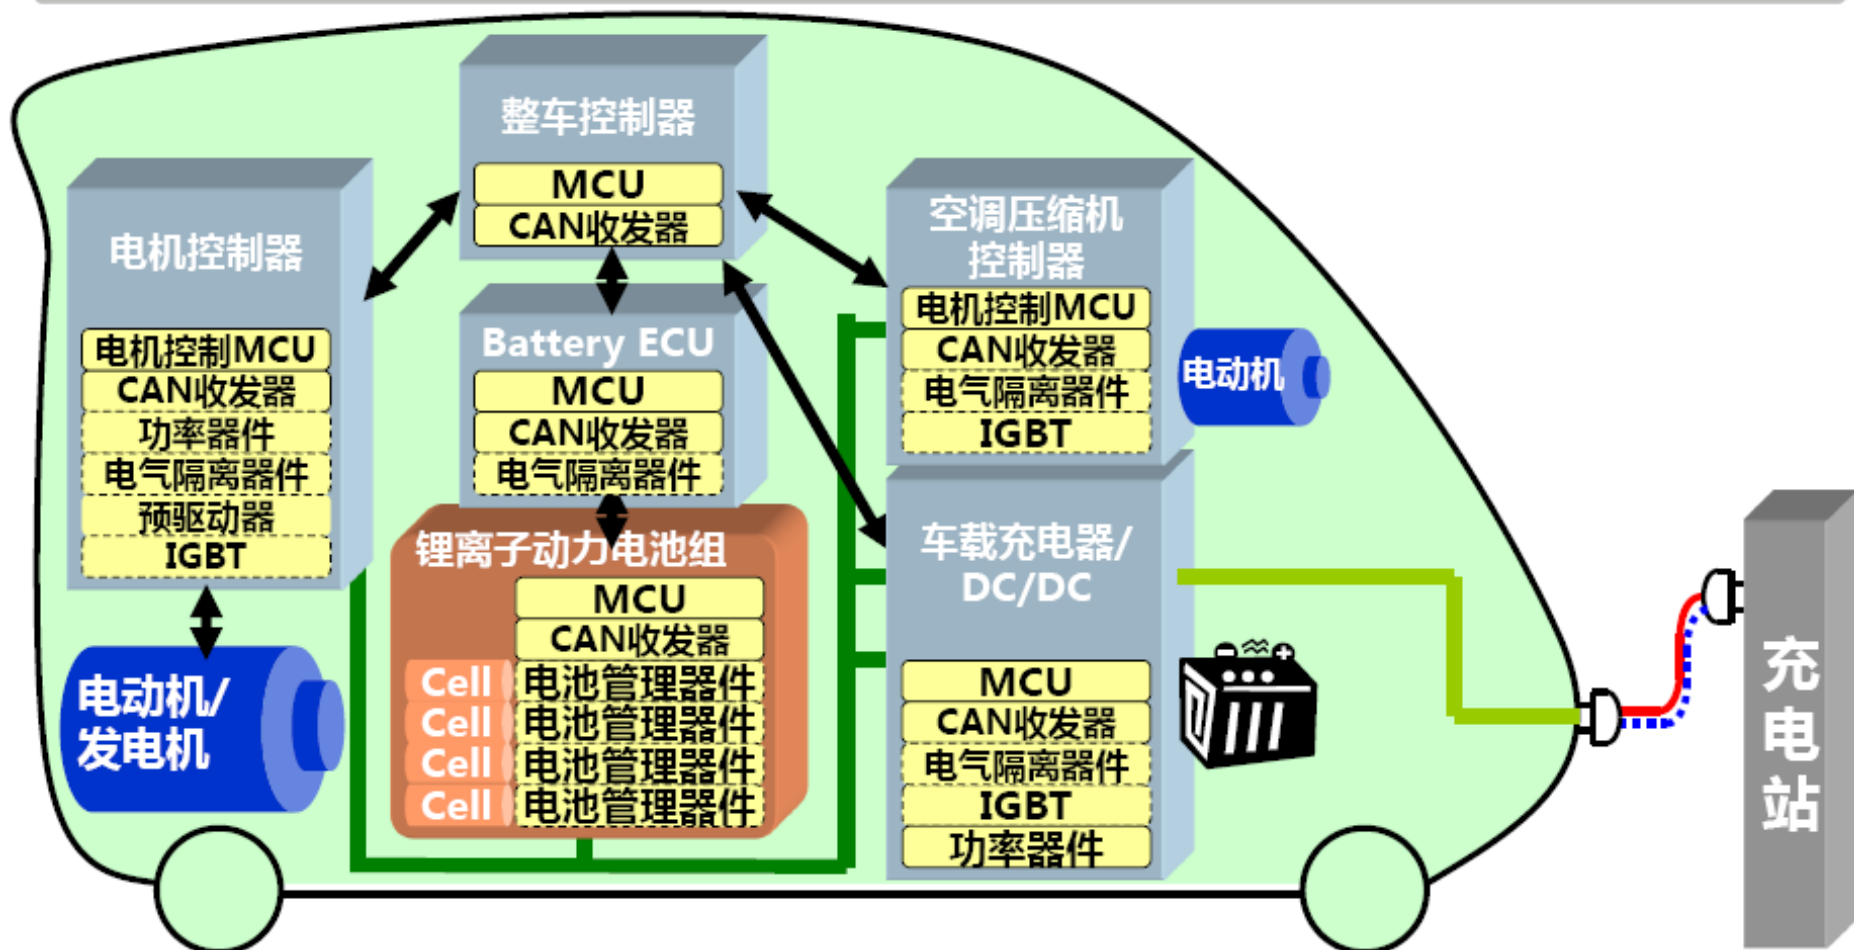 整车控制器
MCU
CAN收发器
电机控制器
电机控制MCU
CAN收发器
功率器件
电气隔离器件
预驱动器
IGBT
电动机/
发电机
Battery ECU
MCU
CAN收发器
电气隔离器件
锂离子动力电池组
MCU
CAN收发器
Cell 电池管理器件
Cell 电池管理器件
Cell 电池管理器件
Cell 电池管理器件
空调压缩机
控制器
电机控制MCU
CAN收发器
电气隔离器件
IGBT
电动机
车载充电器/
DC/DC
MCU
CAN收发器
电气隔离器件
IGBT
功率器件
充电站